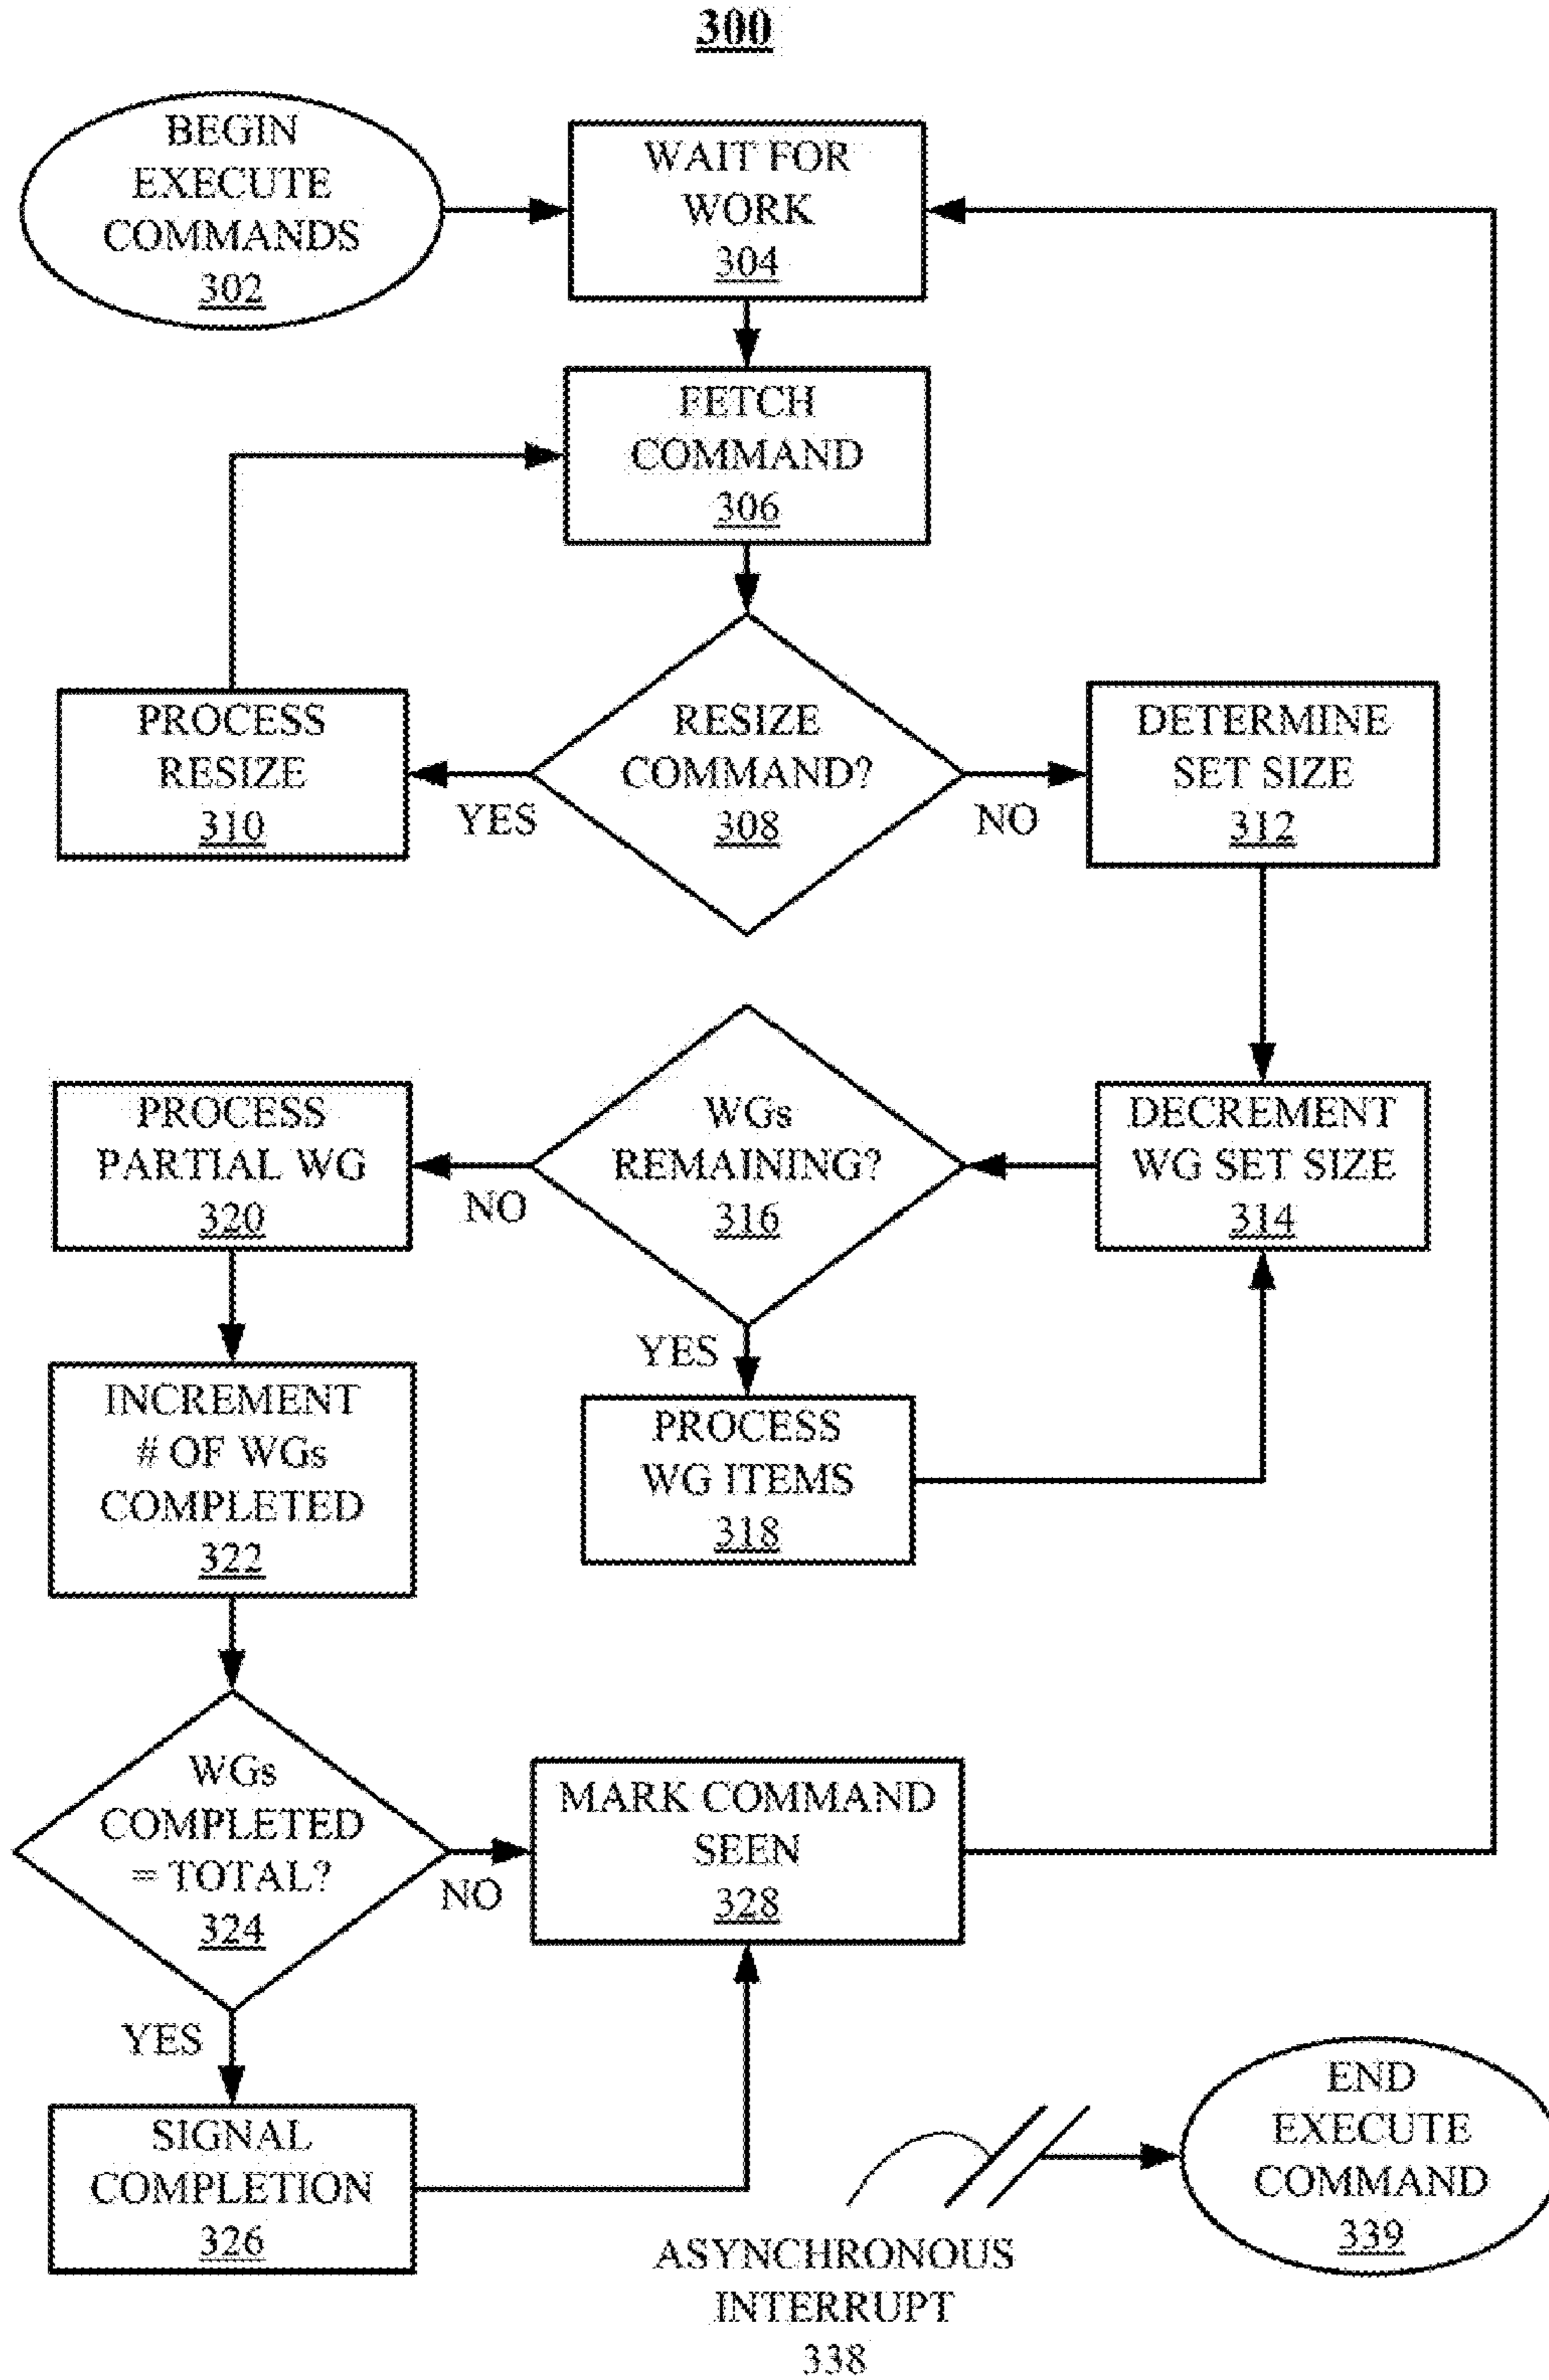 300
BEGIN
EXECUTE
COMMANDS
302
WAIT FOR
WORK
304
FETCH
COMMAND
306
PROCESS
RESIZE
310
YES
RESIZE
COMMAND?
308
NO
DETERMINE
SET SIZE
312
PROCESS
PARTIAL WG
320
NO
WGs
REMAINING?
316
YES
DECREMENT
WG SET SIZE
314
INCREMENT
# OF WGs
COMPLETED
322
PROCESS
WG ITEMS
318
WGs
COMPLETED
= TOTAL?
324
NO
YES
MARK COMMAND
SEEN
328
SIGNAL
COMPLETION
326
ASYNCHRONOUS
INTERRUPT
338
END
EXECUTE
COMMAND
339